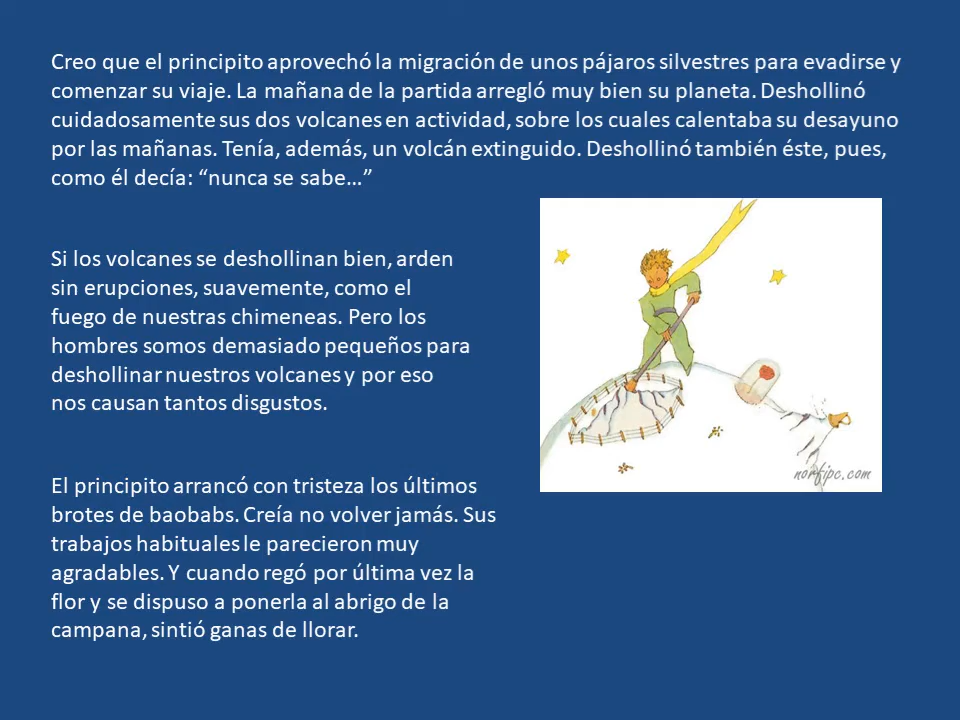 Creo que el principito aprovechó la migración de unos pájaros silvestres para evadirse y
comenzar su viaje. La mañana de la partida arregló muy bien su planeta. Deshollinó
cuidadosamente sus dos volcanes en actividad, sobre los cuales calentaba su desayuno
por las mañanas. Tenía, además, un volcán extinguido. Deshollinó también éste, pues,
como él decía: “nunca se sabe…”
Si los volcanes se deshollinan bien, arden
sin erupciones, suavemente, como el
fuego de nuestras chimeneas. Pero los
hombres somos demasiado pequeños para
deshollinar nuestros volcanes y por eso
nos causan tantos disgustos.
El principito arrancó con tristeza los últimos
brotes de baobabs. Creía no volver jamás. Sus
trabajos habituales le parecieron muy
agradables. Y cuando regó por última vez la
flor y se dispuso a ponerla al abrigo de la
campana, sintió ganas de llorar.
norfipc.com